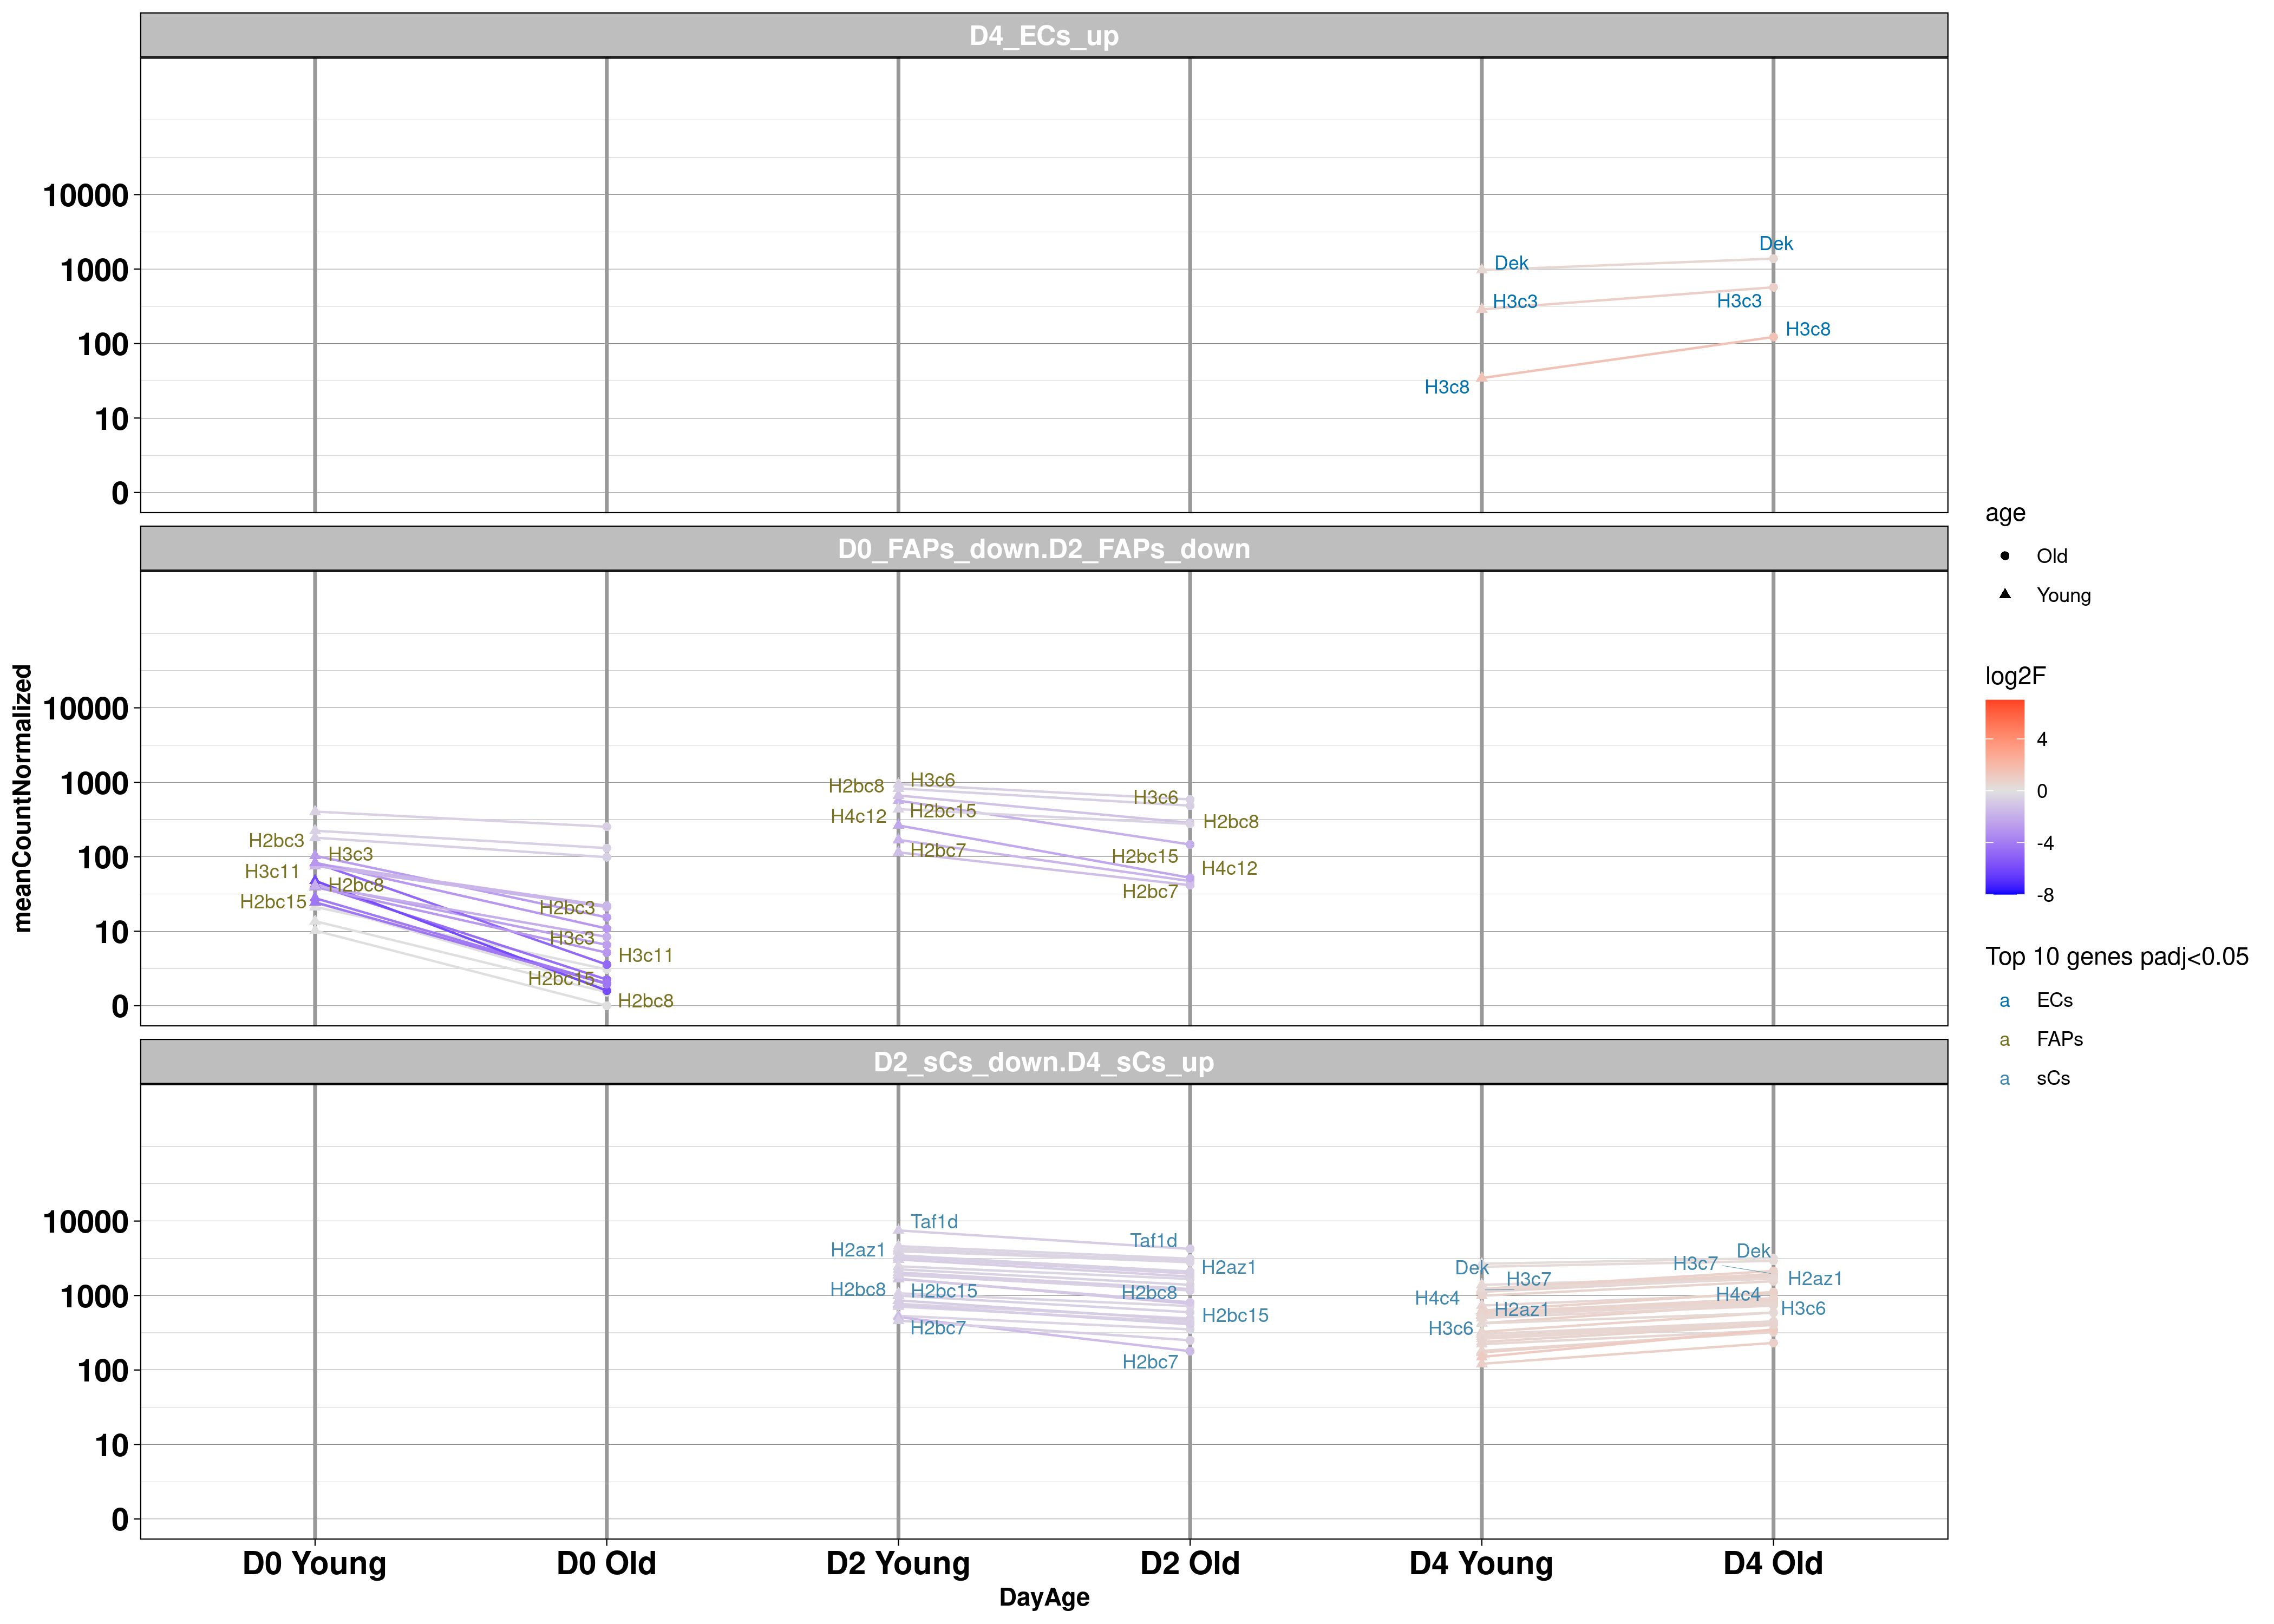 D4_ECs_up
10000
1000
100
10
0
Dek
Dek
H3c3
H3c3
H3c8
H3c8
D0_FAPs_down.D2_FAPs_down
10000
1000
100
10
0
H2bc3
H3c3
H3c11
H2bc8
H2bc15
H2bc3
H3c3
H3c11
H2bc15
H2bc8
H2bc8
H3c6
H4c12
H2bc15
H2bc7
H3c6
H2bc8
H2bc15
H4c12
H2bc7
D2_sCs_down.D4_sCs_up
10000
1000
100
10
0
Taf1d
H2az1
H2bc8
H2bc15
H2bc7
Taf1d
H2az1
H2bc8
H2bc15
H2bc7
Dek
H3c7
H4c4
H2az1
H3c6
Dek
H3c7
H2az1
H4c4
H3c6
D0 Young
D0 Old
D2 Young
D2 Old
D4 Young
D4 Old
DayAge
meanCountNormalized
age
Old
Young
log2F
4
0
-4
-8
Top 10 genes padj<0.05
a ECs
a FAPs
a sCs